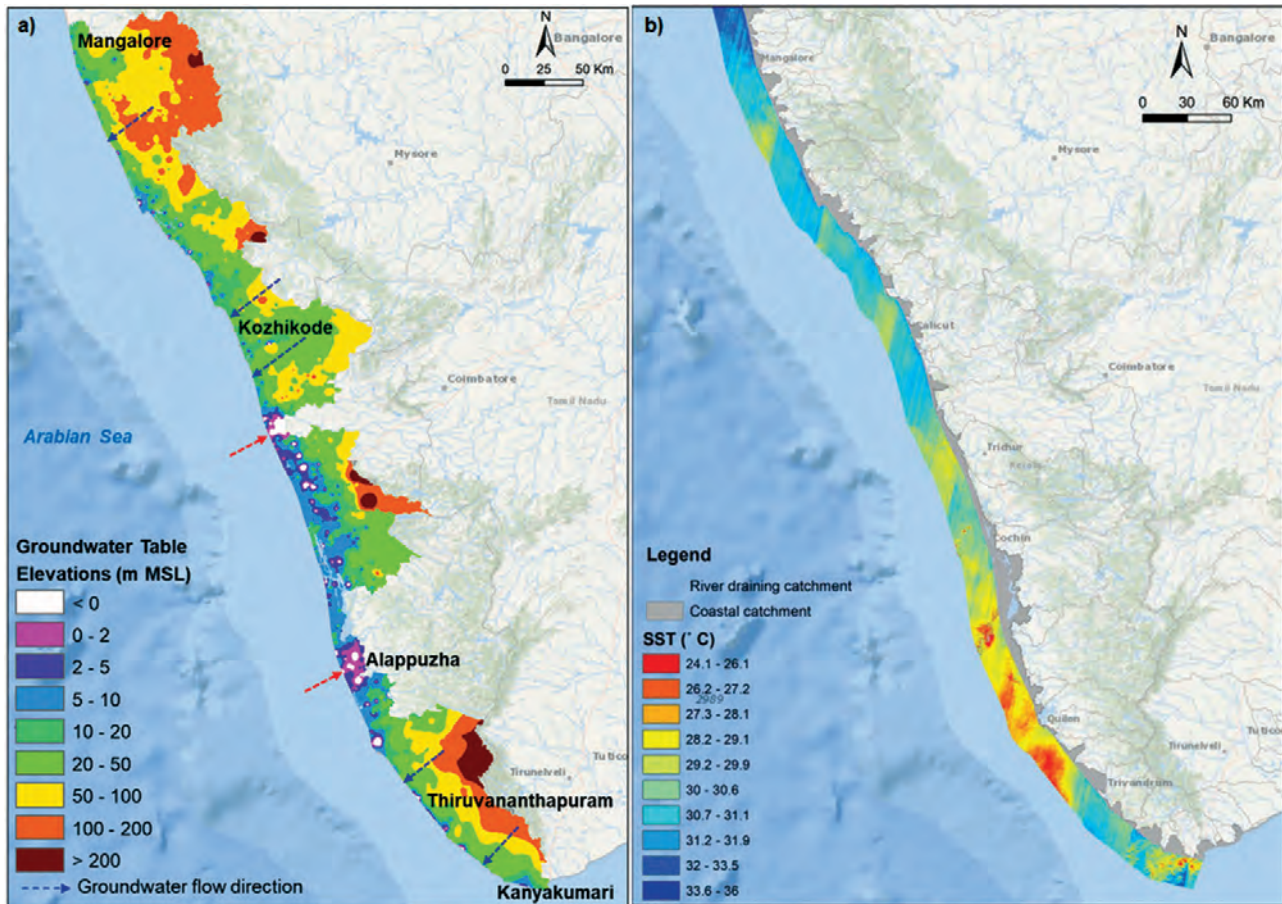 a)
N
Bangalore
0 25 50 Km
Mangalore
Mysore
Kozhikode
Coimbatore
Tamil Nadu
Arabian Sea
Alappuzha
Tirunelveli
Thiruvananthapuram
Kanyakumari
Groundwater Table
Elevations (m MSL)
< 0
0 - 2
2 - 5
5 - 10
10 - 20
20 - 50
50 - 100
100 - 200
> 200
Groundwater flow direction
b)
N
Bangalore
0 30 60 Km
Mangalore
Mysore
Calicut
Coimbatore
Tamil Nadu
Trichur
Kerala
Cochin
2989
Quilon
Tirunelveli
Trivandrum
Legend
River draining catchment
Coastal catchment
SST (° C)
24.1 - 26.1
26.2 - 27.2
27.3 - 28.1
28.2 - 29.1
29.2 - 29.9
30 - 30.6
30.7 - 31.1
31.2 - 31.9
32 - 33.5
33.6 - 36